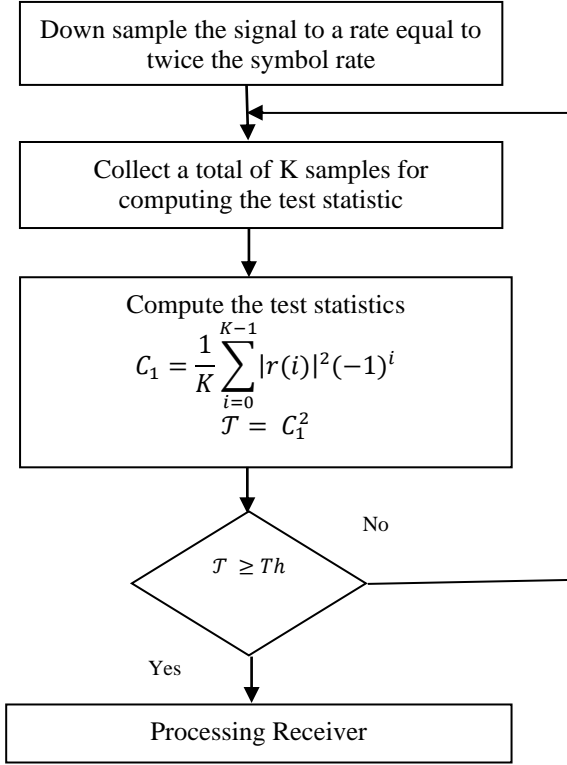 Down sample the signal to a rate equal to
twice the symbol rate
Collect a total of K samples for
computing the test statistic
Compute the test statistics
C₁ = 1/K ∑_{i=0}^{K−1} |r(i)|²(−1)ⁱ
𝒯 = C₁²
No
𝒯 ≥ Th
Yes
Processing Receiver